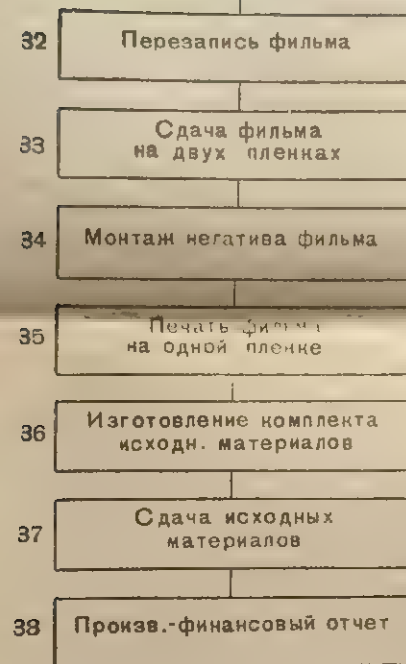 32 Перезапись фильма
33 Сдача фильма
на двух пленках
34 Монтаж негатива фильма
35 Печать фильма
на одной пленке
36 Изготовление комплекта
исходн. материалов
37 Сдача исходных
материалов
38 Произв.-финансовый отчет